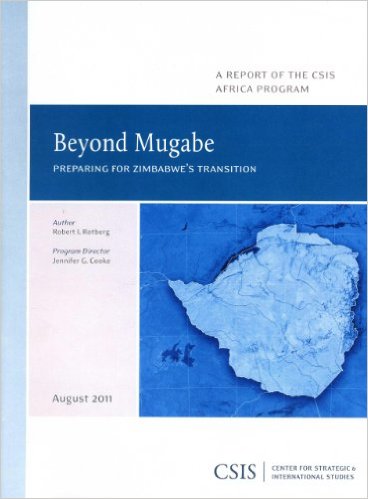 A REPORT OF THE CSIS
AFRICA PROGRAM
Beyond Mugabe
PREPARING FOR ZIMBABWE'S TRANSITION
Author
Robert I. Rotberg
Program Director
Jennifer G. Cooke
August 2011
CSIS
CENTER FOR STRATEGIC &
INTERNATIONAL STUDIES